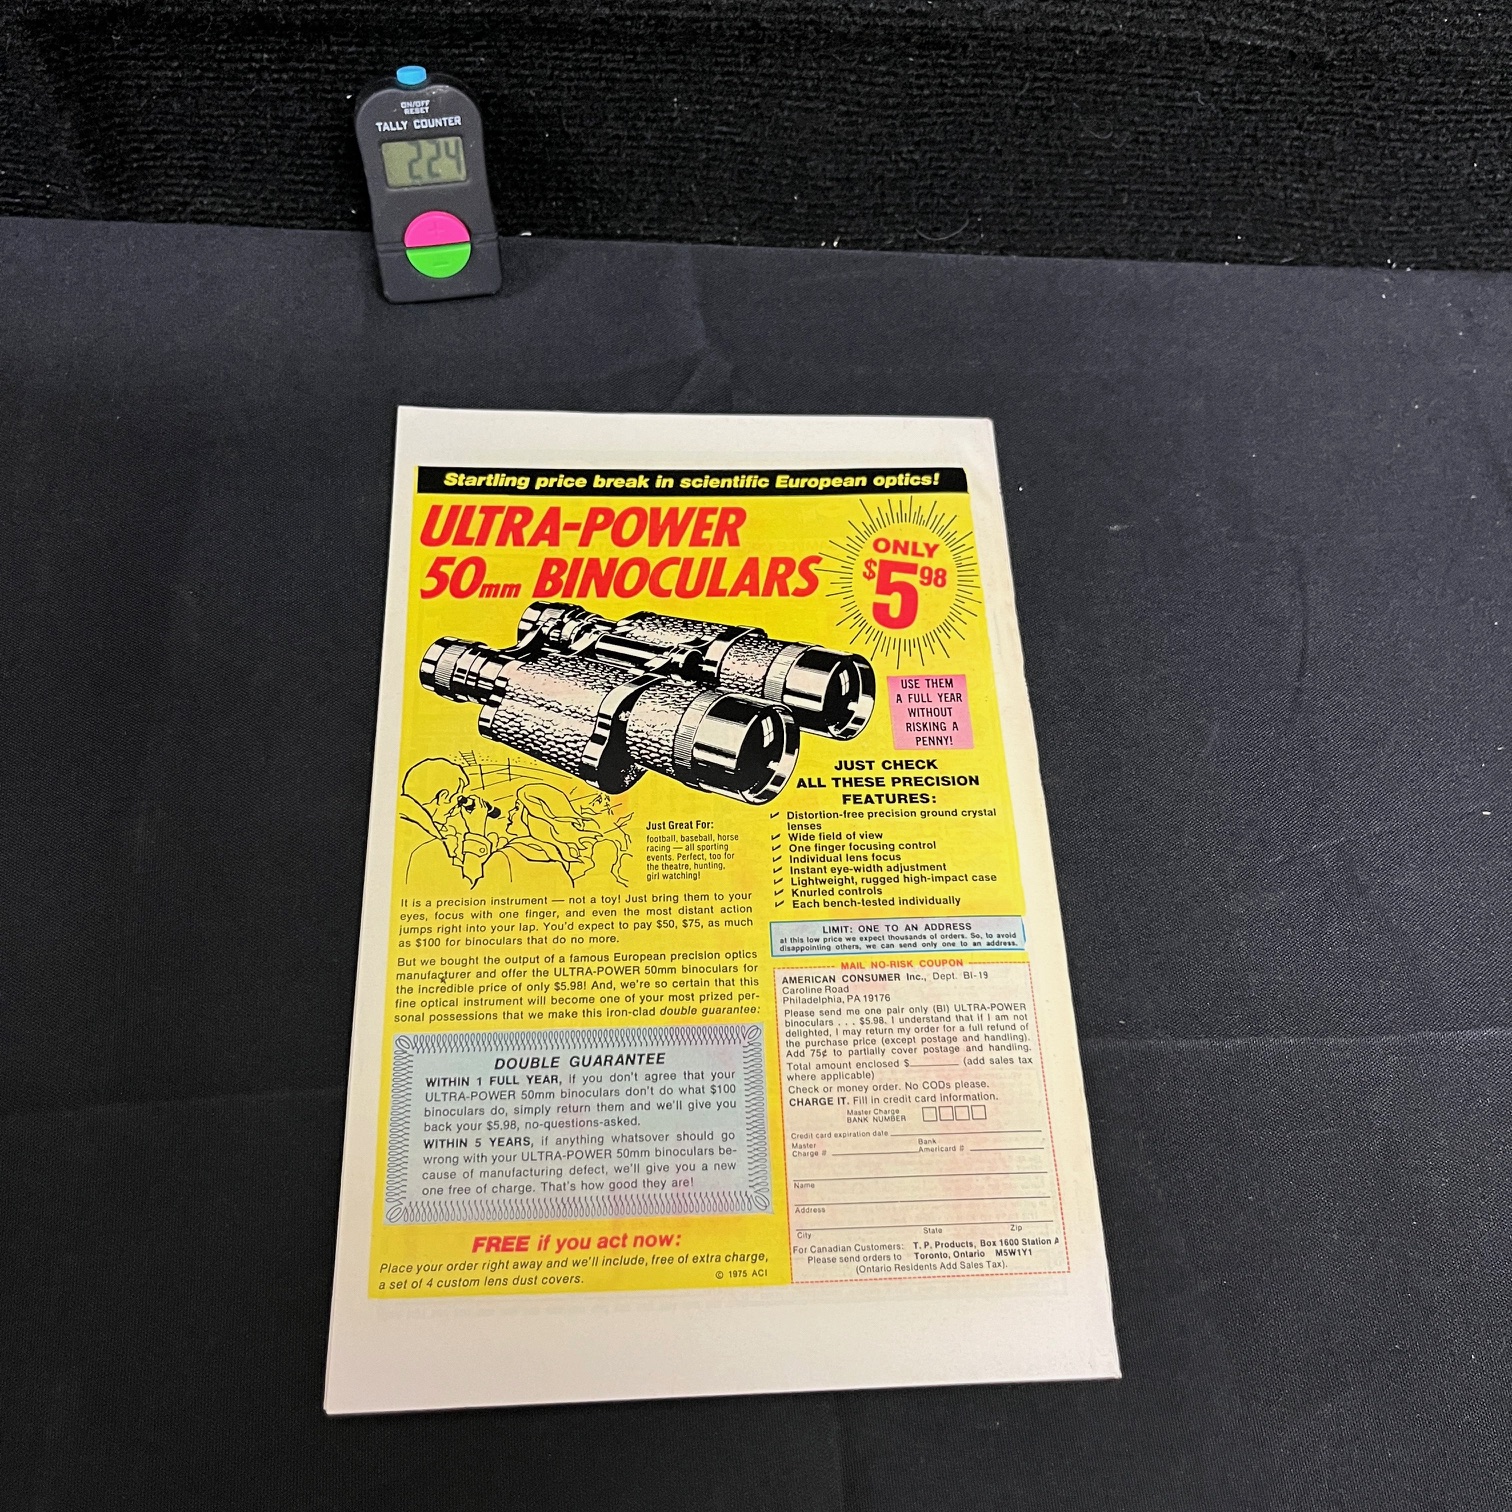 ON/OFF
RESET
TALLY COUNTER
224
+
-
Startling price break in scientific European optics!
ULTRA-POWER
50mm BINOCULARS
ONLY
$5 98
USE THEM
A FULL YEAR
WITHOUT
RISKING A
PENNY!
JUST CHECK
ALL THESE PRECISION
FEATURES:
Distortion-free precision ground crystal
lenses
Wide field of view
One finger focusing control
Individual lens focus
Instant eye-width adjustment
Lightweight, rugged high-impact case
Knurled controls
Each bench-tested individually
Just Great For:
football, baseball, horse
racing — all sporting
events. Perfect, too for
the theatre, hunting,
girl watching!
It is a precision instrument — not a toy! Just bring them to your
eyes, focus with one finger, and even the most distant action
jumps right into your lap. You'd expect to pay $50, $75, as much
as $100 for binoculars that do no more.
But we bought the output of a famous European precision optics
manufacturer and offer the ULTRA-POWER 50mm binoculars for
the incredible price of only $5.98! And, we're so certain that this
fine optical instrument will become one of your most prized per-
sonal possessions that we make this iron-clad double guarantee:
DOUBLE GUARANTEE
WITHIN 1 FULL YEAR, if you don't agree that your
ULTRA-POWER 50mm binoculars don't do what $100
binoculars do, simply return them and we'll give you
back your $5.98, no-questions-asked.
WITHIN 5 YEARS, if anything whatsover should go
wrong with your ULTRA-POWER 50mm binoculars be-
cause of manufacturing defect, we'll give you a new
one free of charge. That's how good they are!
FREE if you act now:
Place your order right away and we'll include, free of extra charge,
a set of 4 custom lens dust covers.
© 1975 ACI
LIMIT: ONE TO AN ADDRESS
at this low price we expect thousands of orders. So, to avoid
disappointing others, we can send only one to an address.
MAIL NO-RISK COUPON
AMERICAN CONSUMER Inc., Dept. BI-19
Caroline Road
Philadelphia, PA 19176
Please send me one pair only (BI) ULTRA-POWER
binoculars . . . $5.98. I understand that if I am not
delighted, I may return my order for a full refund of
the purchase price (except postage and handling).
Add 75¢ to partially cover postage and handling.
Total amount enclosed $________ (add sales tax
where applicable)
Check or money order. No CODs please.
CHARGE IT. Fill in credit card information.
Master Charge
BANK NUMBER
Credit card expiration date
Master
Charge #
Bank
Americard #
Name
Address
City State Zip
For Canadian Customers: T. P. Products, Box 1600 Station A
Please send orders to Toronto, Ontario M5W1Y1
(Ontario Residents Add Sales Tax).